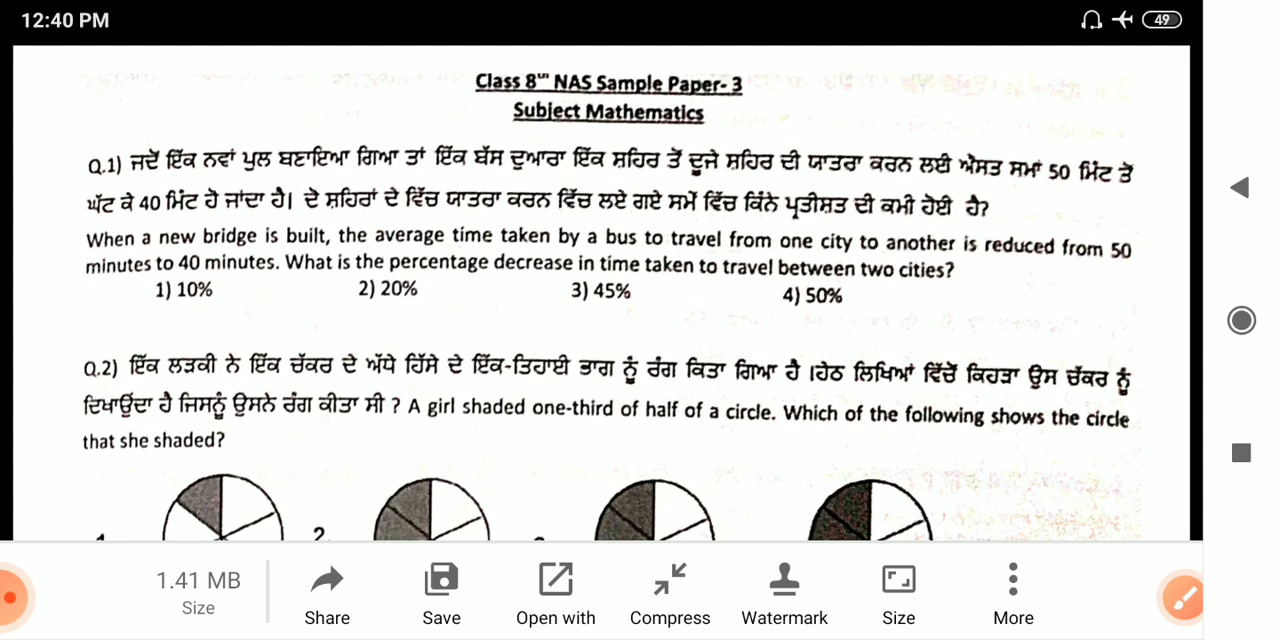 12:40 PM
49
Class 8th NAS Sample Paper- 3
Subject Mathematics
Q.1) ਜਦੋਂ ਇੱਕ ਨਵਾਂ ਪੁਲ ਬਣਾਇਆ ਗਿਆ ਤਾਂ ਇੱਕ ਬੱਸ ਦੁਆਰਾ ਇੱਕ ਸ਼ਹਿਰ ਤੋਂ ਦੂਜੇ ਸ਼ਹਿਰ ਦੀ ਯਾਤਰਾ ਕਰਨ ਲਈ ਔਸਤ ਸਮਾਂ 50 ਮਿੰਟ ਤੋਂ
ਘੱਟ ਕੇ 40 ਮਿੰਟ ਹੋ ਜਾਂਦਾ ਹੈ। ਦੋ ਸ਼ਹਿਰਾਂ ਦੇ ਵਿੱਚ ਯਾਤਰਾ ਕਰਨ ਵਿੱਚ ਲਏ ਗਏ ਸਮੇਂ ਵਿੱਚ ਕਿੰਨੇ ਪ੍ਰਤੀਸ਼ਤ ਦੀ ਕਮੀ ਹੋਈ ਹੈ?
When a new bridge is built, the average time taken by a bus to travel from one city to another is reduced from 50
minutes to 40 minutes. What is the percentage decrease in time taken to travel between two cities?
1) 10% 2) 20% 3) 45% 4) 50%
Q.2) ਇੱਕ ਲੜਕੀ ਨੇ ਇੱਕ ਚੱਕਰ ਦੇ ਅੱਧੇ ਹਿੱਸੇ ਦੇ ਇੱਕ-ਤਿਹਾਈ ਭਾਗ ਨੂੰ ਰੰਗ ਕਿਤਾ ਗਿਆ ਹੈ ।ਹੇਠ ਲਿਖਿਆਂ ਵਿੱਚੋਂ ਕਿਹੜਾ ਉਸ ਚੱਕਰ ਨੂੰ
ਦਿਖਾਉਂਦਾ ਹੈ ਜਿਸਨੂੰ ਉਸਨੇ ਰੰਗ ਕੀਤਾ ਸੀ ? A girl shaded one-third of half of a circle. Which of the following shows the circle
that she shaded?
2
1.41 MB
Size
Share
Save
Open with
Compress
Watermark
Size
More